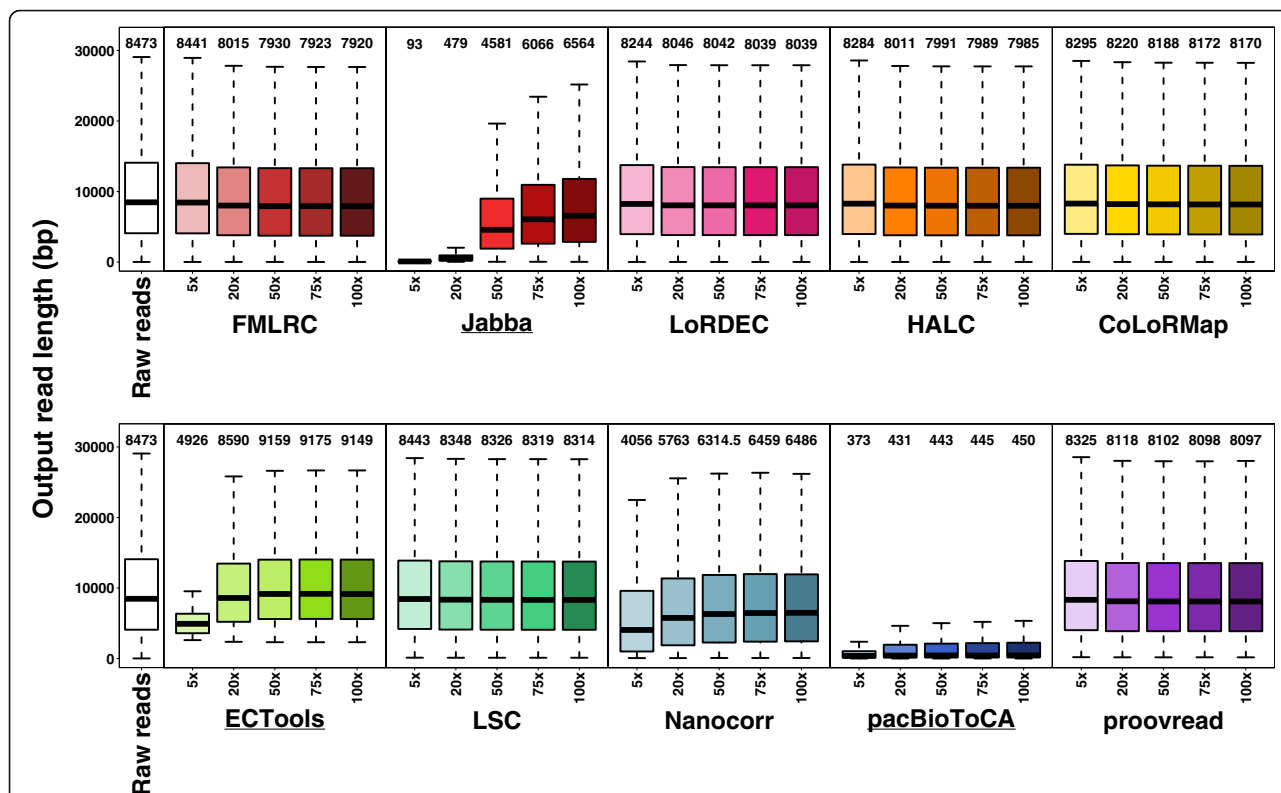 Output read length (bp)
8473 8441 8015 7930 7923 7920 93 479 4581 6066 6564 8244 8046 8042 8039 8039 8284 8011 7991 7989 7985 8295 8220 8188 8172 8170
30000
20000
10000
0
5x 20x 50x 75x 100x 5x 20x 50x 75x 100x 5x 20x 50x 75x 100x 5x 20x 50x 75x 100x 5x 20x 50x 75x 100x
Raw reads FMLRC Jabba LoRDEC HALC CoLoRMap
8473 4926 8590 9159 9175 9149 8443 8348 8326 8319 8314 4056 5763 6314.5 6459 6486 373 431 443 445 450 8325 8118 8102 8098 8097
30000
20000
10000
0
5x 20x 50x 75x 100x 5x 20x 50x 75x 100x 5x 20x 50x 75x 100x 5x 20x 50x 75x 100x 5x 20x 50x 75x 100x
Raw reads ECTools LSC Nanocorr pacBioToCA proovread